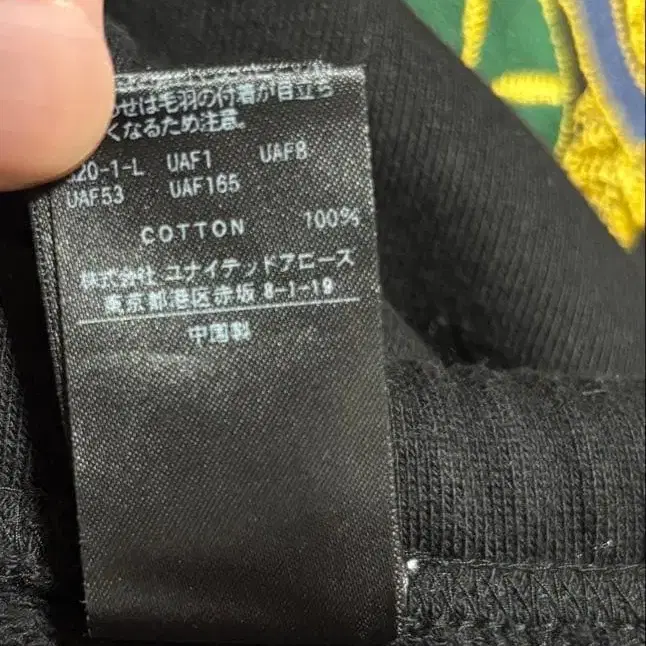 わせは毛羽の付着が目立ち
くなるため注意。
20-1-L UAF1 UAF8
UAF53 UAF165
COTTON 100%
株式会社 ユナイテッドアローズ
東京都港区赤坂 8-1-19
中国製